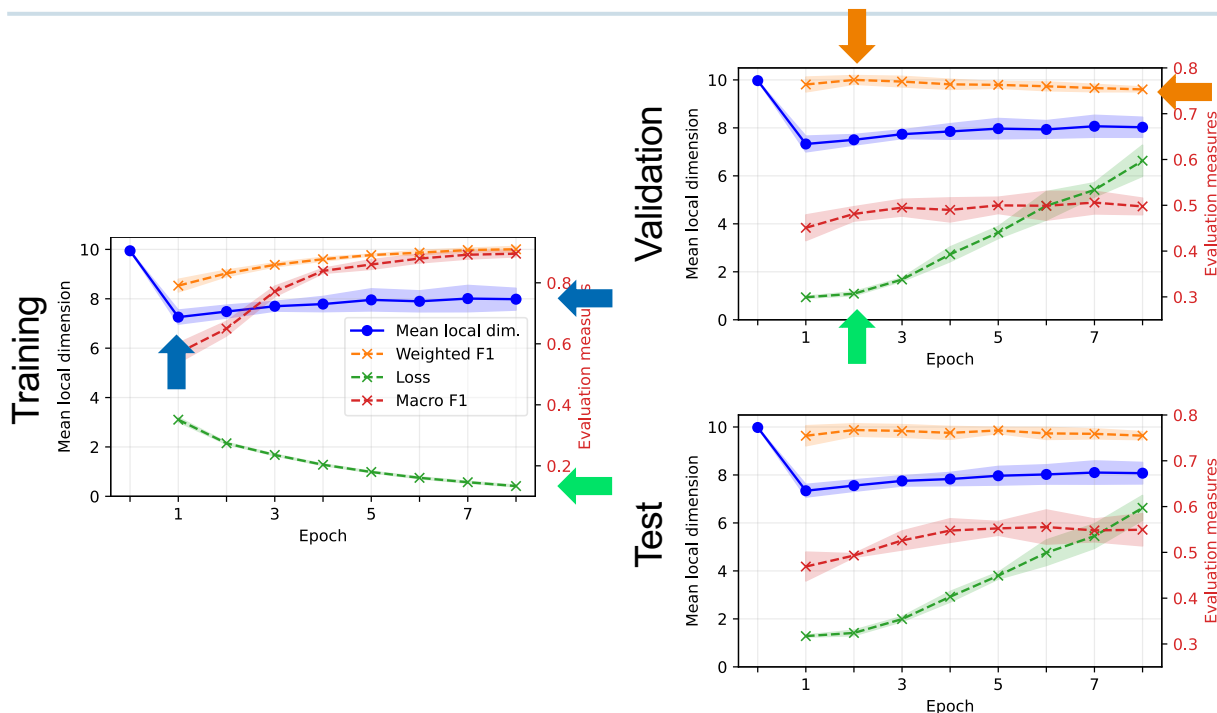 Training
Mean local dimension
10
8
6
4
2
0
1
3
5
7
Epoch
0.8
0.6
0.4
0.2
Evaluation measures
Mean local dim.
Weighted F1
Loss
Macro F1
Validation
Mean local dimension
10
8
6
4
2
0
1
3
5
7
Epoch
0.8
0.7
0.6
0.5
0.4
0.3
Evaluation measures
Test
Mean local dimension
10
8
6
4
2
0
1
3
5
7
Epoch
0.8
0.7
0.6
0.5
0.4
0.3
Evaluation measures